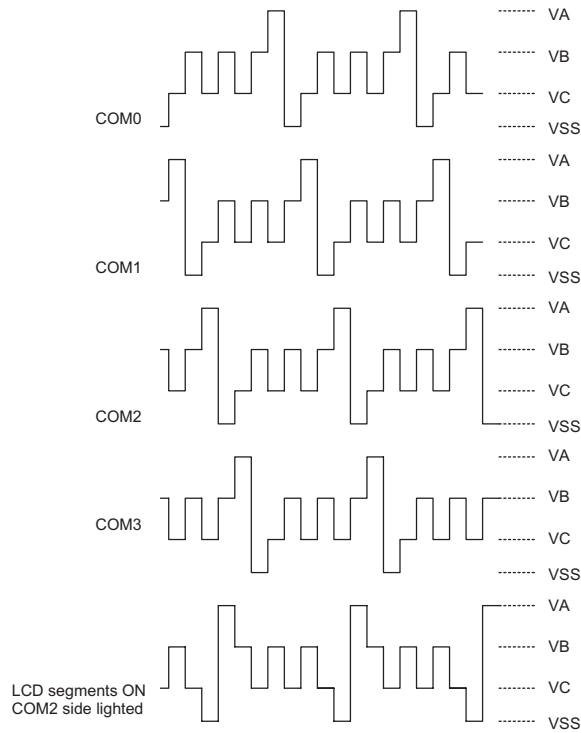 VA
VB
VC
COM0
VSS
VA
VB
VC
COM1
VSS
VA
VB
VC
COM2
VSS
VA
VB
COM3
VC
VSS
VA
VB
LCD segments ON
VC
COM2 side lighted
VSS